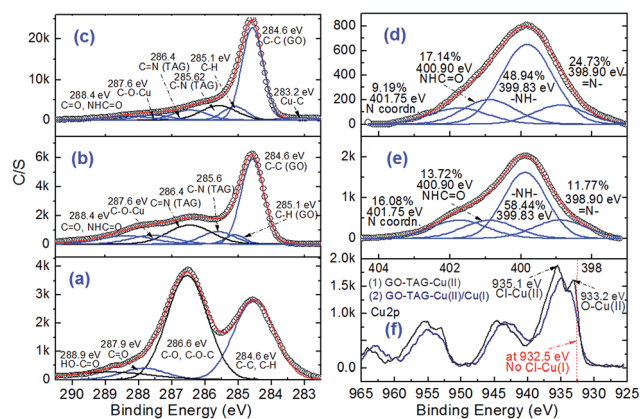 (c)
20k
10k
0
288.4 eV
C=O, NHC=O
287.6 eV
C-O-Cu
286.4
C=N (TAG)
285.62
C-N (TAG)
285.1 eV
C-H
284.6 eV
C-C (GO)
283.2 eV
Cu-C
(b)
6k
4k
2k
0
C/S
288.4 eV
C=O, NHC=O
287.6 eV
C-O-Cu
286.4
C=N (TAG)
285.6
C-N (TAG)
284.6 eV
C-C (GO)
285.1 eV
C-H (GO)
(a)
4k
3k
2k
1k
0
288.9 eV
HO-C=O
287.9 eV
C=O
286.6 eV
C-O, C-O-C
284.6 eV
C-C, C-H
290 288 286 284
Binding Energy (eV)
(d)
800
600
400
200
9.19%
401.75 eV
N coordn.
17.14%
400.90 eV
NHC=O
48.94%
399.83 eV
-NH-
24.73%
398.90 eV
=N-
(e)
2k
1k
0
16.08%
401.75 eV
N coordn.
13.72%
400.90 eV
NHC=O
-NH-
58.44%
399.83 eV
11.77%
398.90 eV
=N-
404 402 400 398
(1) GO-TAG-Cu(II)
(2) GO-TAG-Cu(II)/Cu(I)
Cu2p
(f)
935.1 eV
Cl-Cu(II)
933.2 eV
O-Cu(II)
at 932.5 eV
No Cl-Cu(I)
2.0k
1.0k
0.0
965 960 955 950 945 940 935 930 925
Binding Energy (eV)